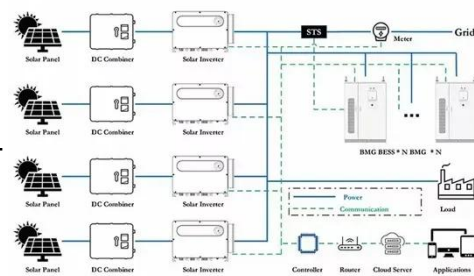 STS
Meter
Grid
Solar Panel DC Combiner Solar Inverter
Solar Panel DC Combiner Solar Inverter
BMG BESS * N BMG * N
Solar Panel DC Combiner Solar Inverter
Power
Communication
Load
Solar Panel DC Combiner Solar Inverter
Controller Router Cloud Server Application